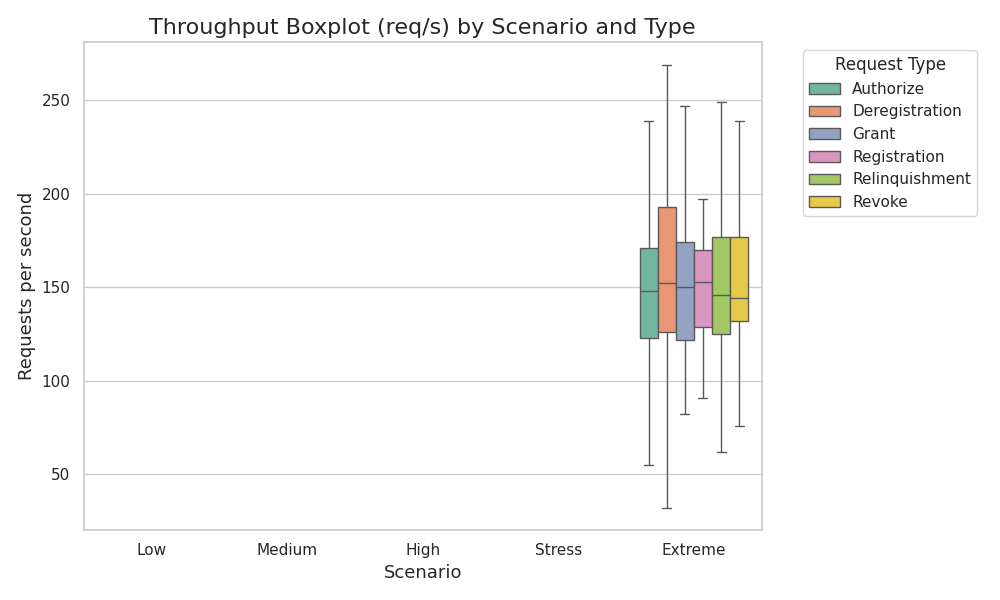 Throughput Boxplot (req/s) by Scenario and Type
Requests per second
250
200
150
100
50
Low
Medium
High
Stress
Extreme
Scenario
Request Type
Authorize
Deregistration
Grant
Registration
Relinquishment
Revoke